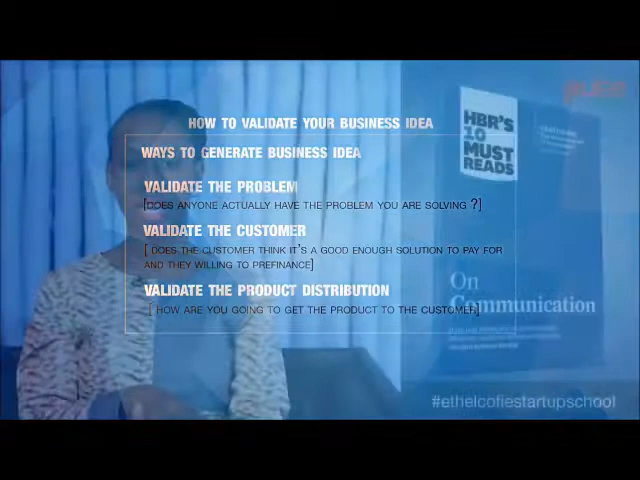 HOW TO VALIDATE YOUR BUSINESS IDEA
WAYS TO GENERATE BUSINESS IDEA
VALIDATE THE PROBLEM
[DOES ANYONE ACTUALLY HAVE THE PROBLEM YOU ARE SOLVING ?]
VALIDATE THE CUSTOMER
[ DOES THE CUSTOMER THINK IT'S A GOOD ENOUGH SOLUTION TO PAY FOR
AND THEY WILLING TO PREFINANCE]
VALIDATE THE PRODUCT DISTRIBUTION
[ HOW ARE YOU GOING TO GET THE PRODUCT TO THE CUSTOMER]
HBR'S
10
MUST
READS
On
Communication
#ethelcofiestartupschool